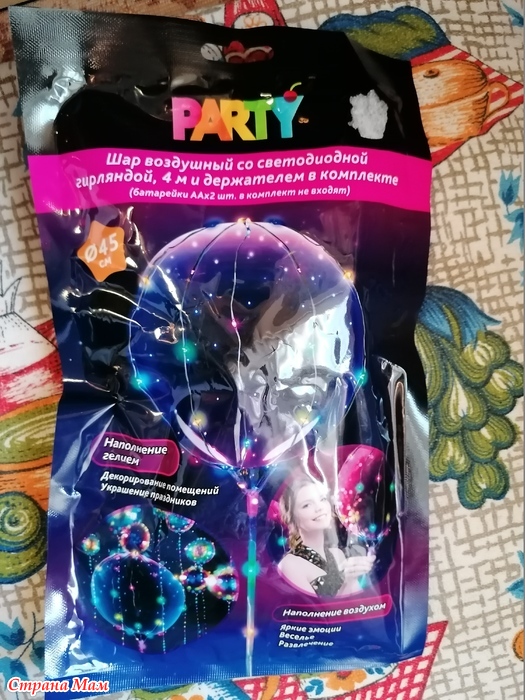 PARTY
Шар воздушный со светодиодной
гирляндой, 4 м и держателем в комплекте
(батарейки ААх2 шт. в комплект не входят)
Ø45
см
Наполнение
гелием
Декорирование помещений
Украшение праздников
Наполнение воздухом
Яркие эмоции
Веселье
Развлечение
Страна Мам